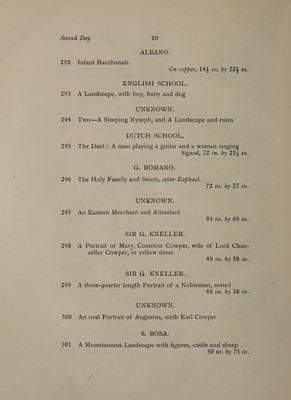 Second Day 28
ALBANO.
292 Infant Bacchanals
On copper, 14½ in. by 22½ in.
ENGLISH SCHOOL.
293 A Landscape, with boy, baby and dog
UNKNOWN.
294 Two—A Sleeping Nymph, and A Landscape and ruins
DUTCH SCHOOL.
295 The Duet: A man playing a guitar and a woman singing
Signed, 32 in. by 25½ in.
G. ROMANO.
296 The Holy Family and Saints, after Raphael
72 in. by 57 in.
UNKNOWN.
297 An Eastern Merchant and Attendant
84 in. by 69 in.
SIR G. KNELLER.
298 A Portrait of Mary, Countess Cowper, wife of Lord Chan-
cellor Cowper, in yellow dress
48 in. by 38 in.
SIR G. KNELLER.
299 A three-quarter length Portrait of a Nobleman, seated
48 in. by 38 in.
UNKNOWN.
300 An oval Portrait of Augustus, sixth Earl Cowper
S. ROSA.
301 A Mountainous Landscape with figures, cattle and sheep
50 in. by 71 in.